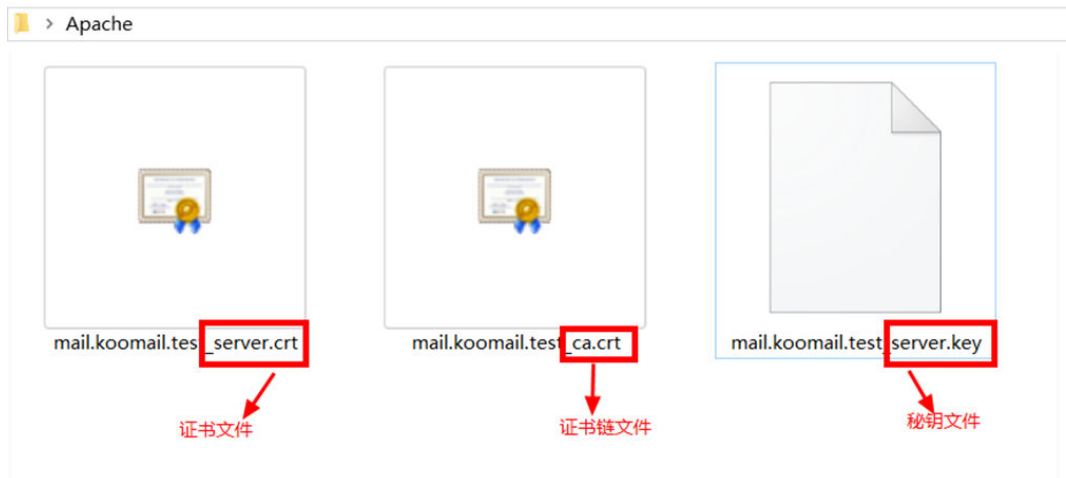 > Apache
mail.koomail.test_server.crt
mail.koomail.test_ca.crt
mail.koomail.test_server.key
证书文件
证书链文件
秘钥文件